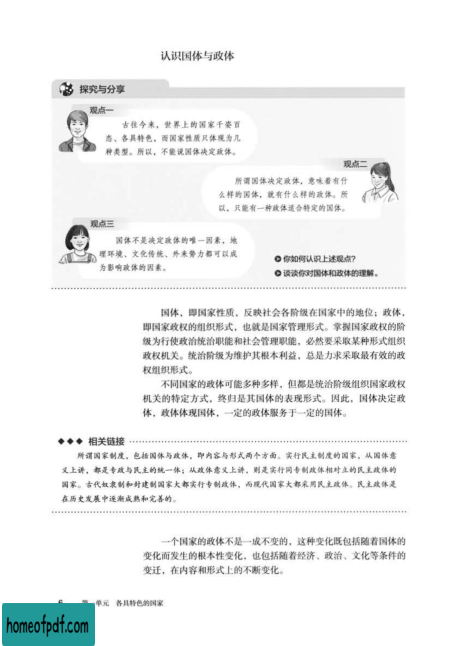 认识国体与政体
探究与分享
观点一
古往今来，世界上的国家千姿百
态、各具特色，而国家性质只体现为几
种类型。所以，不能说国体决定政体。
观点二
所谓国体决定政体，意味着有什
么样的国体，就有什么样的政体。所
以，只能有一种政体适合特定的国体。
观点三
国体不是决定政体的唯一因素，地
理环境、文化传统、外来势力都可以成
为影响政体的因素。
你如何认识上述观点？
谈谈你对国体和政体的理解。
国体，即国家性质，反映社会各阶级在国家中的地位；政体，
即国家政权的组织形式，也就是国家管理形式。掌握国家政权的阶
级为行使政治统治职能和社会管理职能，必然要采取某种形式组织
政权机关。统治阶级为维护其根本利益，总是力求采取最有效的政
权组织形式。
不同国家的政体可能多种多样，但都是统治阶级组织国家政权
机关的特定方式，终归是其国体的表现形式。因此，国体决定政
体，政体体现国体，一定的政体服务于一定的国体。
相关链接
所谓国家制度，包括国体与政体，即内容与形式两个方面。实行民主制度的国家，从国体意
义上讲，都是专政与民主的统一体；从政体意义上讲，则是实行同专制政体相对立的民主政体的
国家。古代奴隶制和封建制国家大都实行专制政体，而现代国家大都采用民主政体。民主政体是
在历史发展中逐渐成熟和完善的。
一个国家的政体不是一成不变的，这种变化既包括随着国体的
变化而发生的根本性变化，也包括随着经济、政治、文化等条件的
变迁，在内容和形式上的不断变化。
单元 各具特色的国家
homeofpdf.com